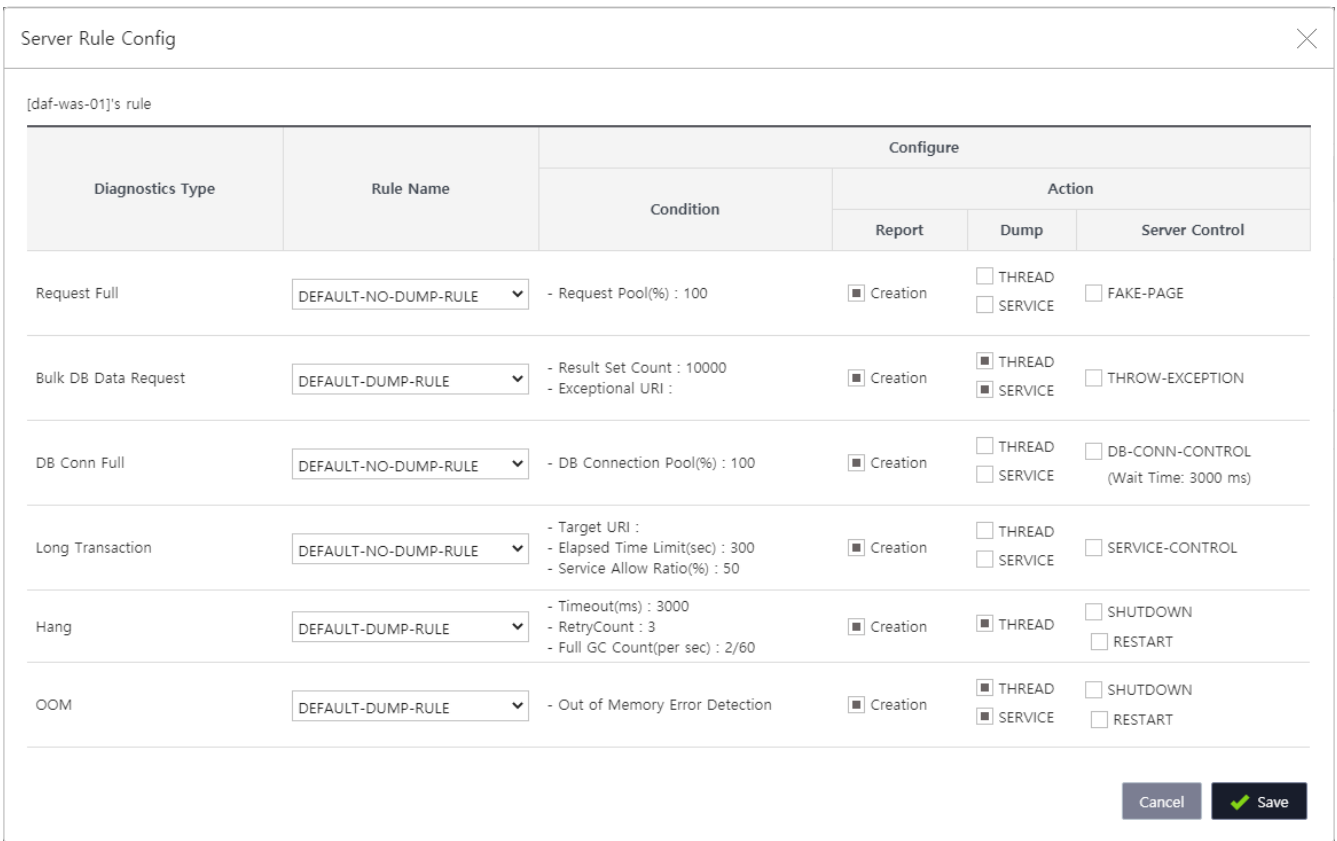 Server Rule Config
[daf-was-01]'s rule
Diagnostics Type
Rule Name
Configure
Condition
Action
Report
Dump
Server Control
Request Full
DEFAULT-NO-DUMP-RULE
- Request Pool(%) : 100
Creation
THREAD
SERVICE
FAKE-PAGE
Bulk DB Data Request
DEFAULT-DUMP-RULE
- Result Set Count : 10000
- Exceptional URI :
Creation
THREAD
SERVICE
THROW-EXCEPTION
DB Conn Full
DEFAULT-NO-DUMP-RULE
- DB Connection Pool(%) : 100
Creation
THREAD
SERVICE
DB-CONN-CONTROL
(Wait Time: 3000 ms)
Long Transaction
DEFAULT-NO-DUMP-RULE
- Target URI :
- Elapsed Time Limit(sec) : 300
- Service Allow Ratio(%) : 50
Creation
THREAD
SERVICE
SERVICE-CONTROL
Hang
DEFAULT-DUMP-RULE
- Timeout(ms) : 3000
- RetryCount : 3
- Full GC Count(per sec) : 2/60
Creation
THREAD
SHUTDOWN
RESTART
OOM
DEFAULT-DUMP-RULE
- Out of Memory Error Detection
Creation
THREAD
SERVICE
SHUTDOWN
RESTART
Cancel
Save